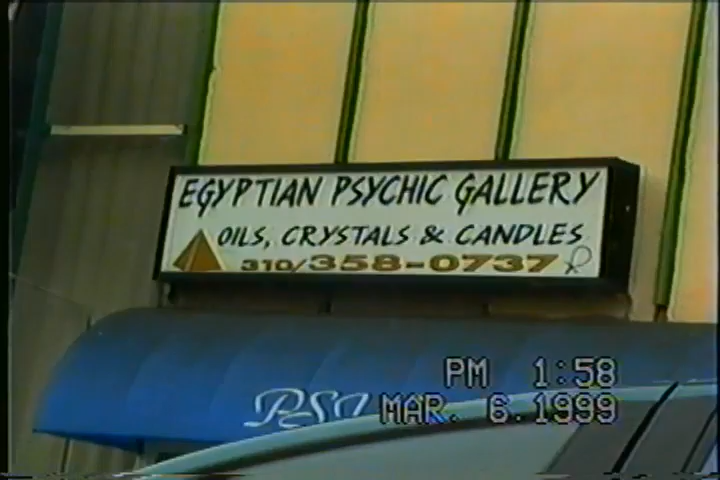 EGYPTIAN PSYCHIC GALLERY
OILS, CRYSTALS & CANDLES
310/358-0737
PM 1:58
MAR. 6.1999